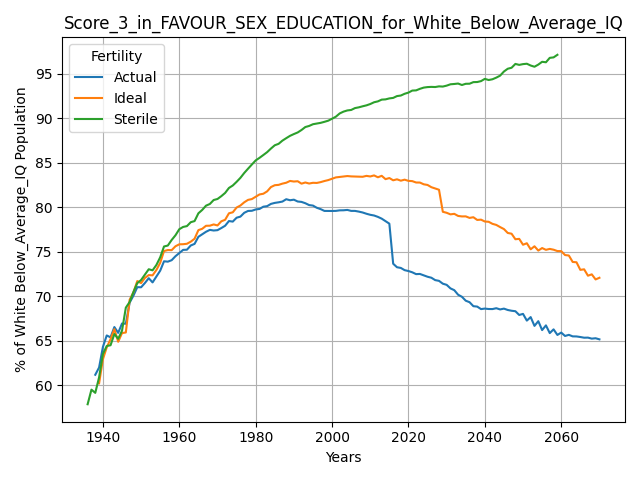 Score_3_in_FAVOUR_SEX_EDUCATION_for_White_Below_Average_IQ
Fertility
Actual
Ideal
Sterile
% of White Below_Average_IQ Population
95
90
85
80
75
70
65
60
1940 1960 1980 2000 2020 2040 2060
Years